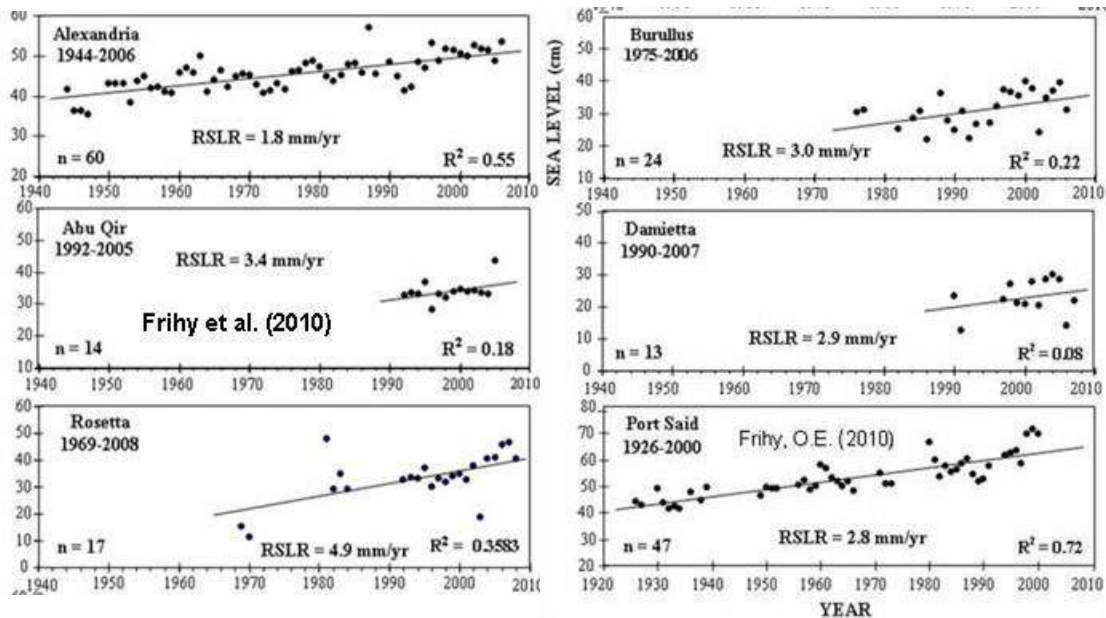 Alexandria
1944-2006
RSLR = 1.8 mm/yr
n = 60
R² = 0.55
60
50
40
30
20
1940 1950 1960 1970 1980 1990 2000 2010
Abu Qir
1992-2005
RSLR = 3.4 mm/yr
Frihy et al. (2010)
n = 14
R² = 0.18
50
40
30
20
10
1940 1950 1960 1970 1980 1990 2000 2010
Rosetta
1969-2008
RSLR = 4.9 mm/yr
n = 17
R² = 0.3583
60
50
40
30
20
10
0
1940 1950 1960 1970 1980 1990 2000 2010
SEA LEVEL (cm)
Burullus
1975-2006
RSLR = 3.0 mm/yr
n = 24
R² = 0.22
60
50
40
30
20
10
1940 1950 1960 1970 1980 1990 2000 2010
Damietta
1990-2007
RSLR = 2.9 mm/yr
n = 13
R² = 0.08
50
40
30
20
10
0
1940 1950 1960 1970 1980 1990 2000 2010
Port Said
1926-2000
Frihy, O.E. (2010)
RSLR = 2.8 mm/yr
n = 47
R² = 0.72
80
70
60
50
40
30
20
1920 1930 1940 1950 1960 1970 1980 1990 2000
YEAR